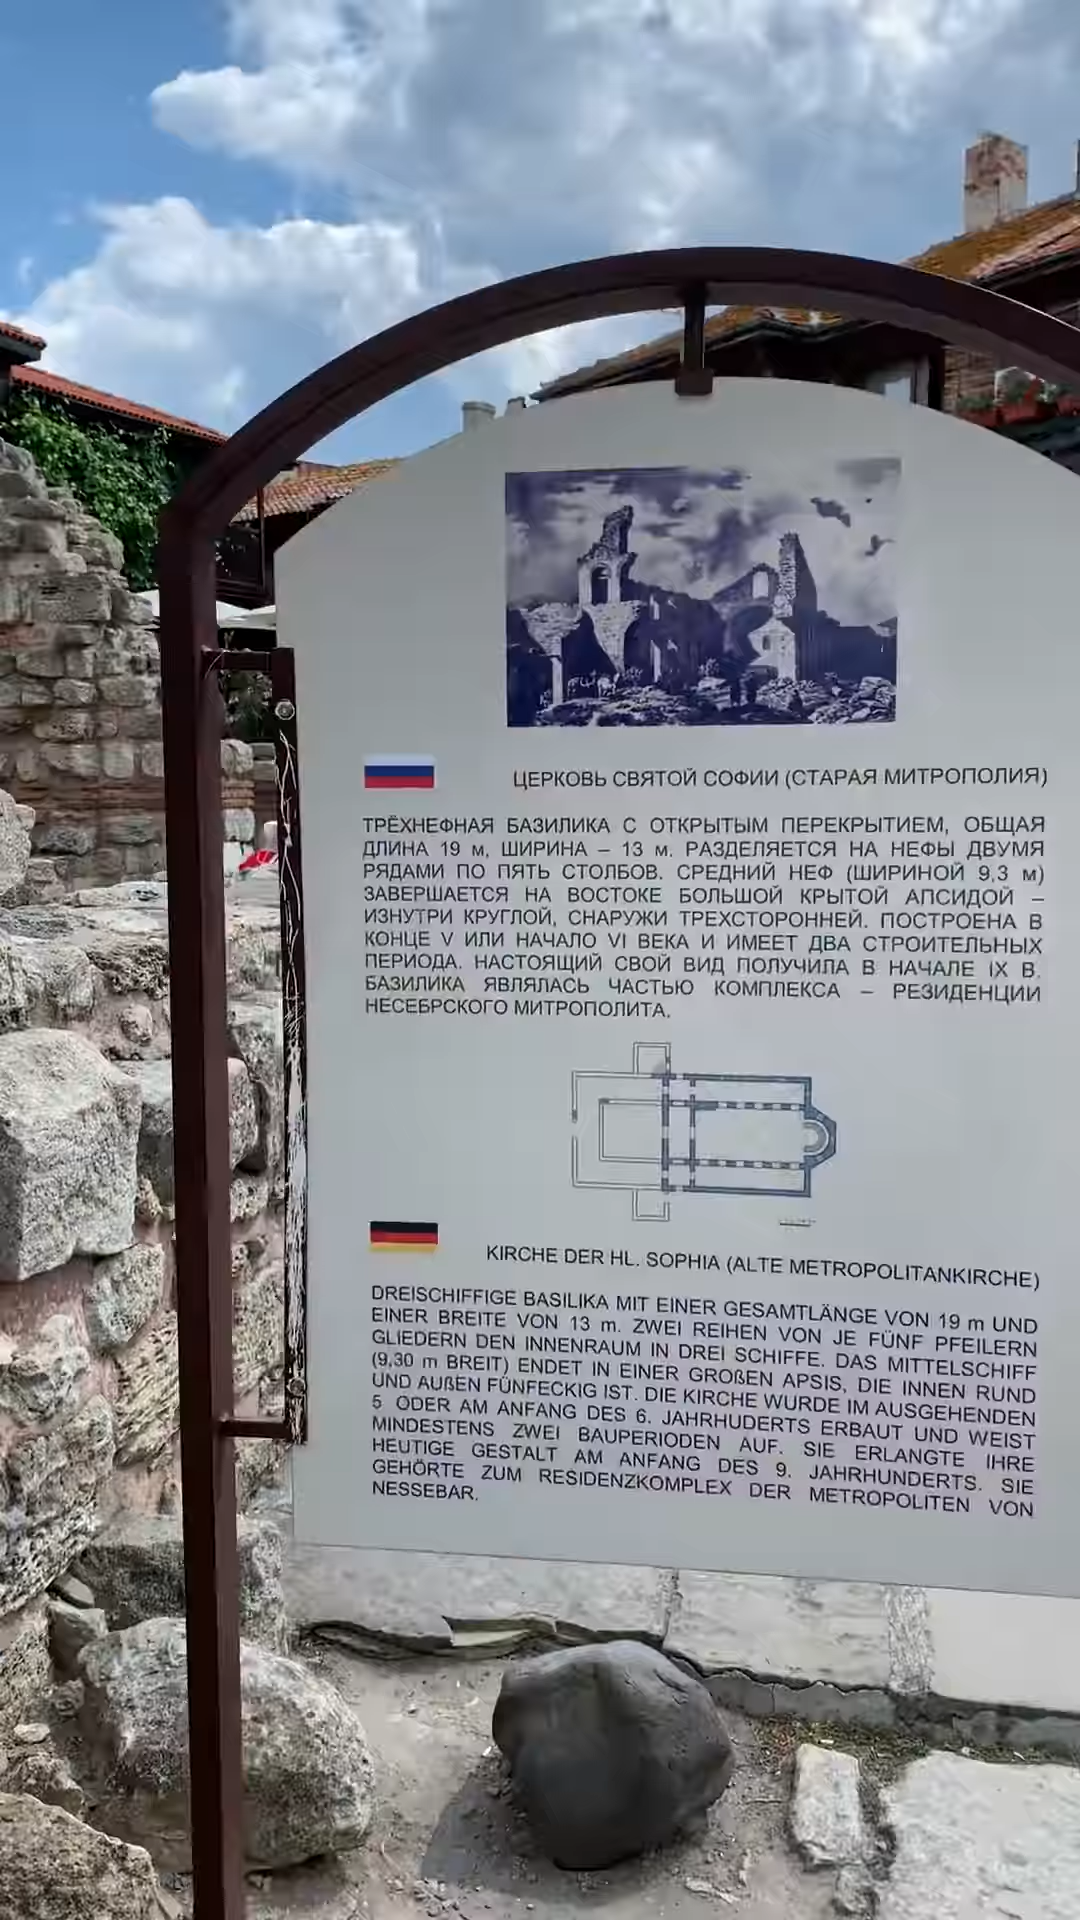 ЦЕРКОВЬ СВЯТОЙ СОФИИ (СТАРАЯ МИТРОПОЛИЯ)
ТРЁХНЕФНАЯ БАЗИЛИКА С ОТКРЫТЫМ ПЕРЕКРЫТИЕМ, ОБЩАЯ
ДЛИНА 19 м, ШИРИНА – 13 м. РАЗДЕЛЯЕТСЯ НА НЕФЫ ДВУМЯ
РЯДАМИ ПО ПЯТЬ СТОЛБОВ. СРЕДНИЙ НЕФ (ШИРИНОЙ 9,3 м)
ЗАВЕРШАЕТСЯ НА ВОСТОКЕ БОЛЬШОЙ КРЫТОЙ АПСИДОЙ –
ИЗНУТРИ КРУГЛОЙ, СНАРУЖИ ТРЕХСТОРОННЕЙ. ПОСТРОЕНА В
КОНЦЕ V ИЛИ НАЧАЛО VI ВЕКА И ИМЕЕТ ДВА СТРОИТЕЛЬНЫХ
ПЕРИОДА. НАСТОЯЩИЙ СВОЙ ВИД ПОЛУЧИЛА В НАЧАЛЕ IX В.
БАЗИЛИКА ЯВЛЯЛАСЬ ЧАСТЬЮ КОМПЛЕКСА – РЕЗИДЕНЦИИ
НЕСЕБРСКОГО МИТРОПОЛИТА.
KIRCHE DER HL. SOPHIA (ALTE METROPOLITANKIRCHE)
DREISCHIFFIGE BASILIKA MIT EINER GESAMTLÄNGE VON 19 m UND
EINER BREITE VON 13 m. ZWEI REIHEN VON JE FÜNF PFEILERN
GLIEDERN DEN INNENRAUM IN DREI SCHIFFE. DAS MITTELSCHIFF
(9,30 m BREIT) ENDET IN EINER GROßEN APSIS, DIE INNEN RUND
UND AUßEN FÜNFECKIG IST. DIE KIRCHE WURDE IM AUSGEHENDEN
5 ODER AM ANFANG DES 6. JAHRHUDERTS ERBAUT UND WEIST
MINDESTENS ZWEI BAUPERIODEN AUF. SIE ERLANGTE IHRE
HEUTIGE GESTALT AM ANFANG DES 9. JAHRHUNDERTS. SIE
GEHÖRTE ZUM RESIDENZKOMPLEX DER METROPOLITEN VON
NESSEBAR.